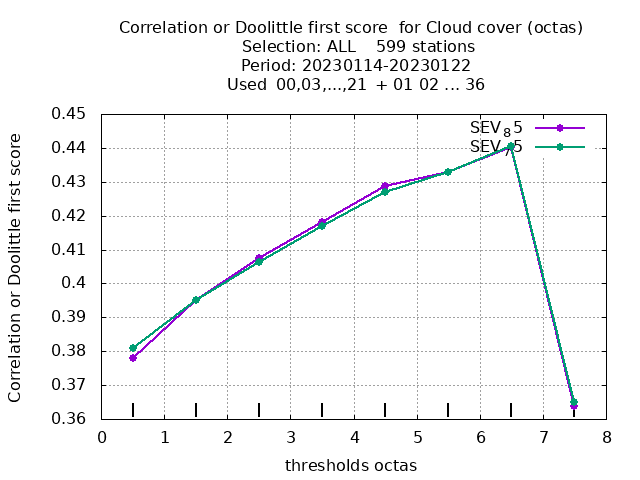 Correlation or Doolittle first score  for Cloud cover (octas)
Selection: ALL    599 stations
Period: 20230114-20230122
Used  00,03,...,21  + 01 02 ... 36
Correlation or Doolittle first score
0.45
0.44
0.43
0.42
0.41
0.4
0.39
0.38
0.37
0.36
SEV85
SEV75
0 1 2 3 4 5 6 7 8
thresholds octas